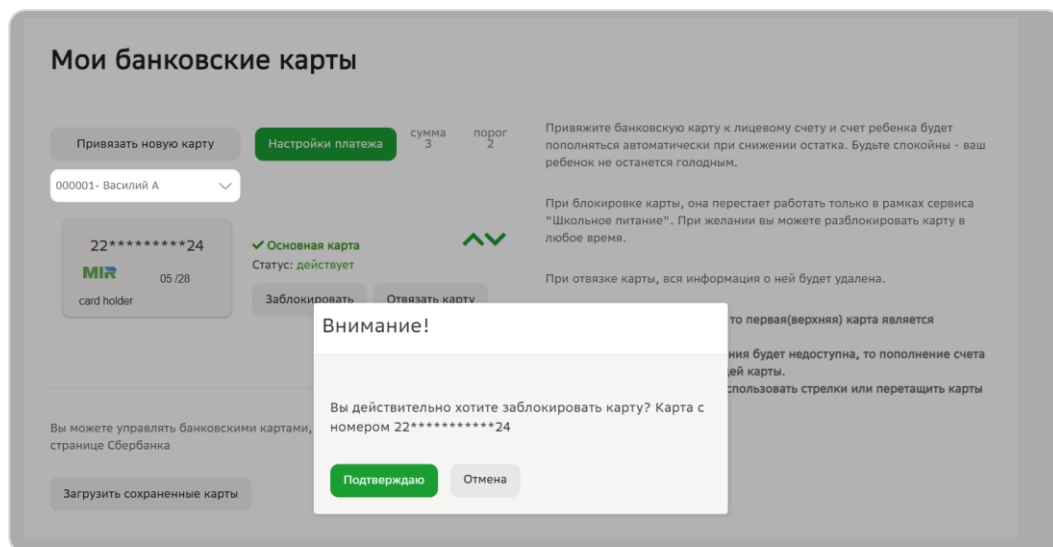 Мои банковские карты
Привязать новую карту
Настройки платежа
сумма
3
порог
2
000001- Василий А
22*********24
MIR
05 /28
card holder
Основная карта
Статус: действует
Заблокировать
Отвязать карту
Привяжите банковскую карту к лицевому счету и счет ребенка будет
пополняться автоматически при снижении остатка. Будьте спокойны - ваш
ребенок не останется голодным.
При блокировке карты, она перестает работать только в рамках сервиса
"Школьное питание". При желании вы можете разблокировать карту в
любое время.
При отвязке карты, вся информация о ней будет удалена.
то первая(верхняя) карта является
ния будет недоступна, то пополнение счета
ей карты.
спользовать стрелки или перетащить карты
Вы можете управлять банковскими картами,
странице Сбербанка
Загрузить сохраненные карты
Внимание!
Вы действительно хотите заблокировать карту? Карта с
номером 22***********24
Подтверждаю
Отмена